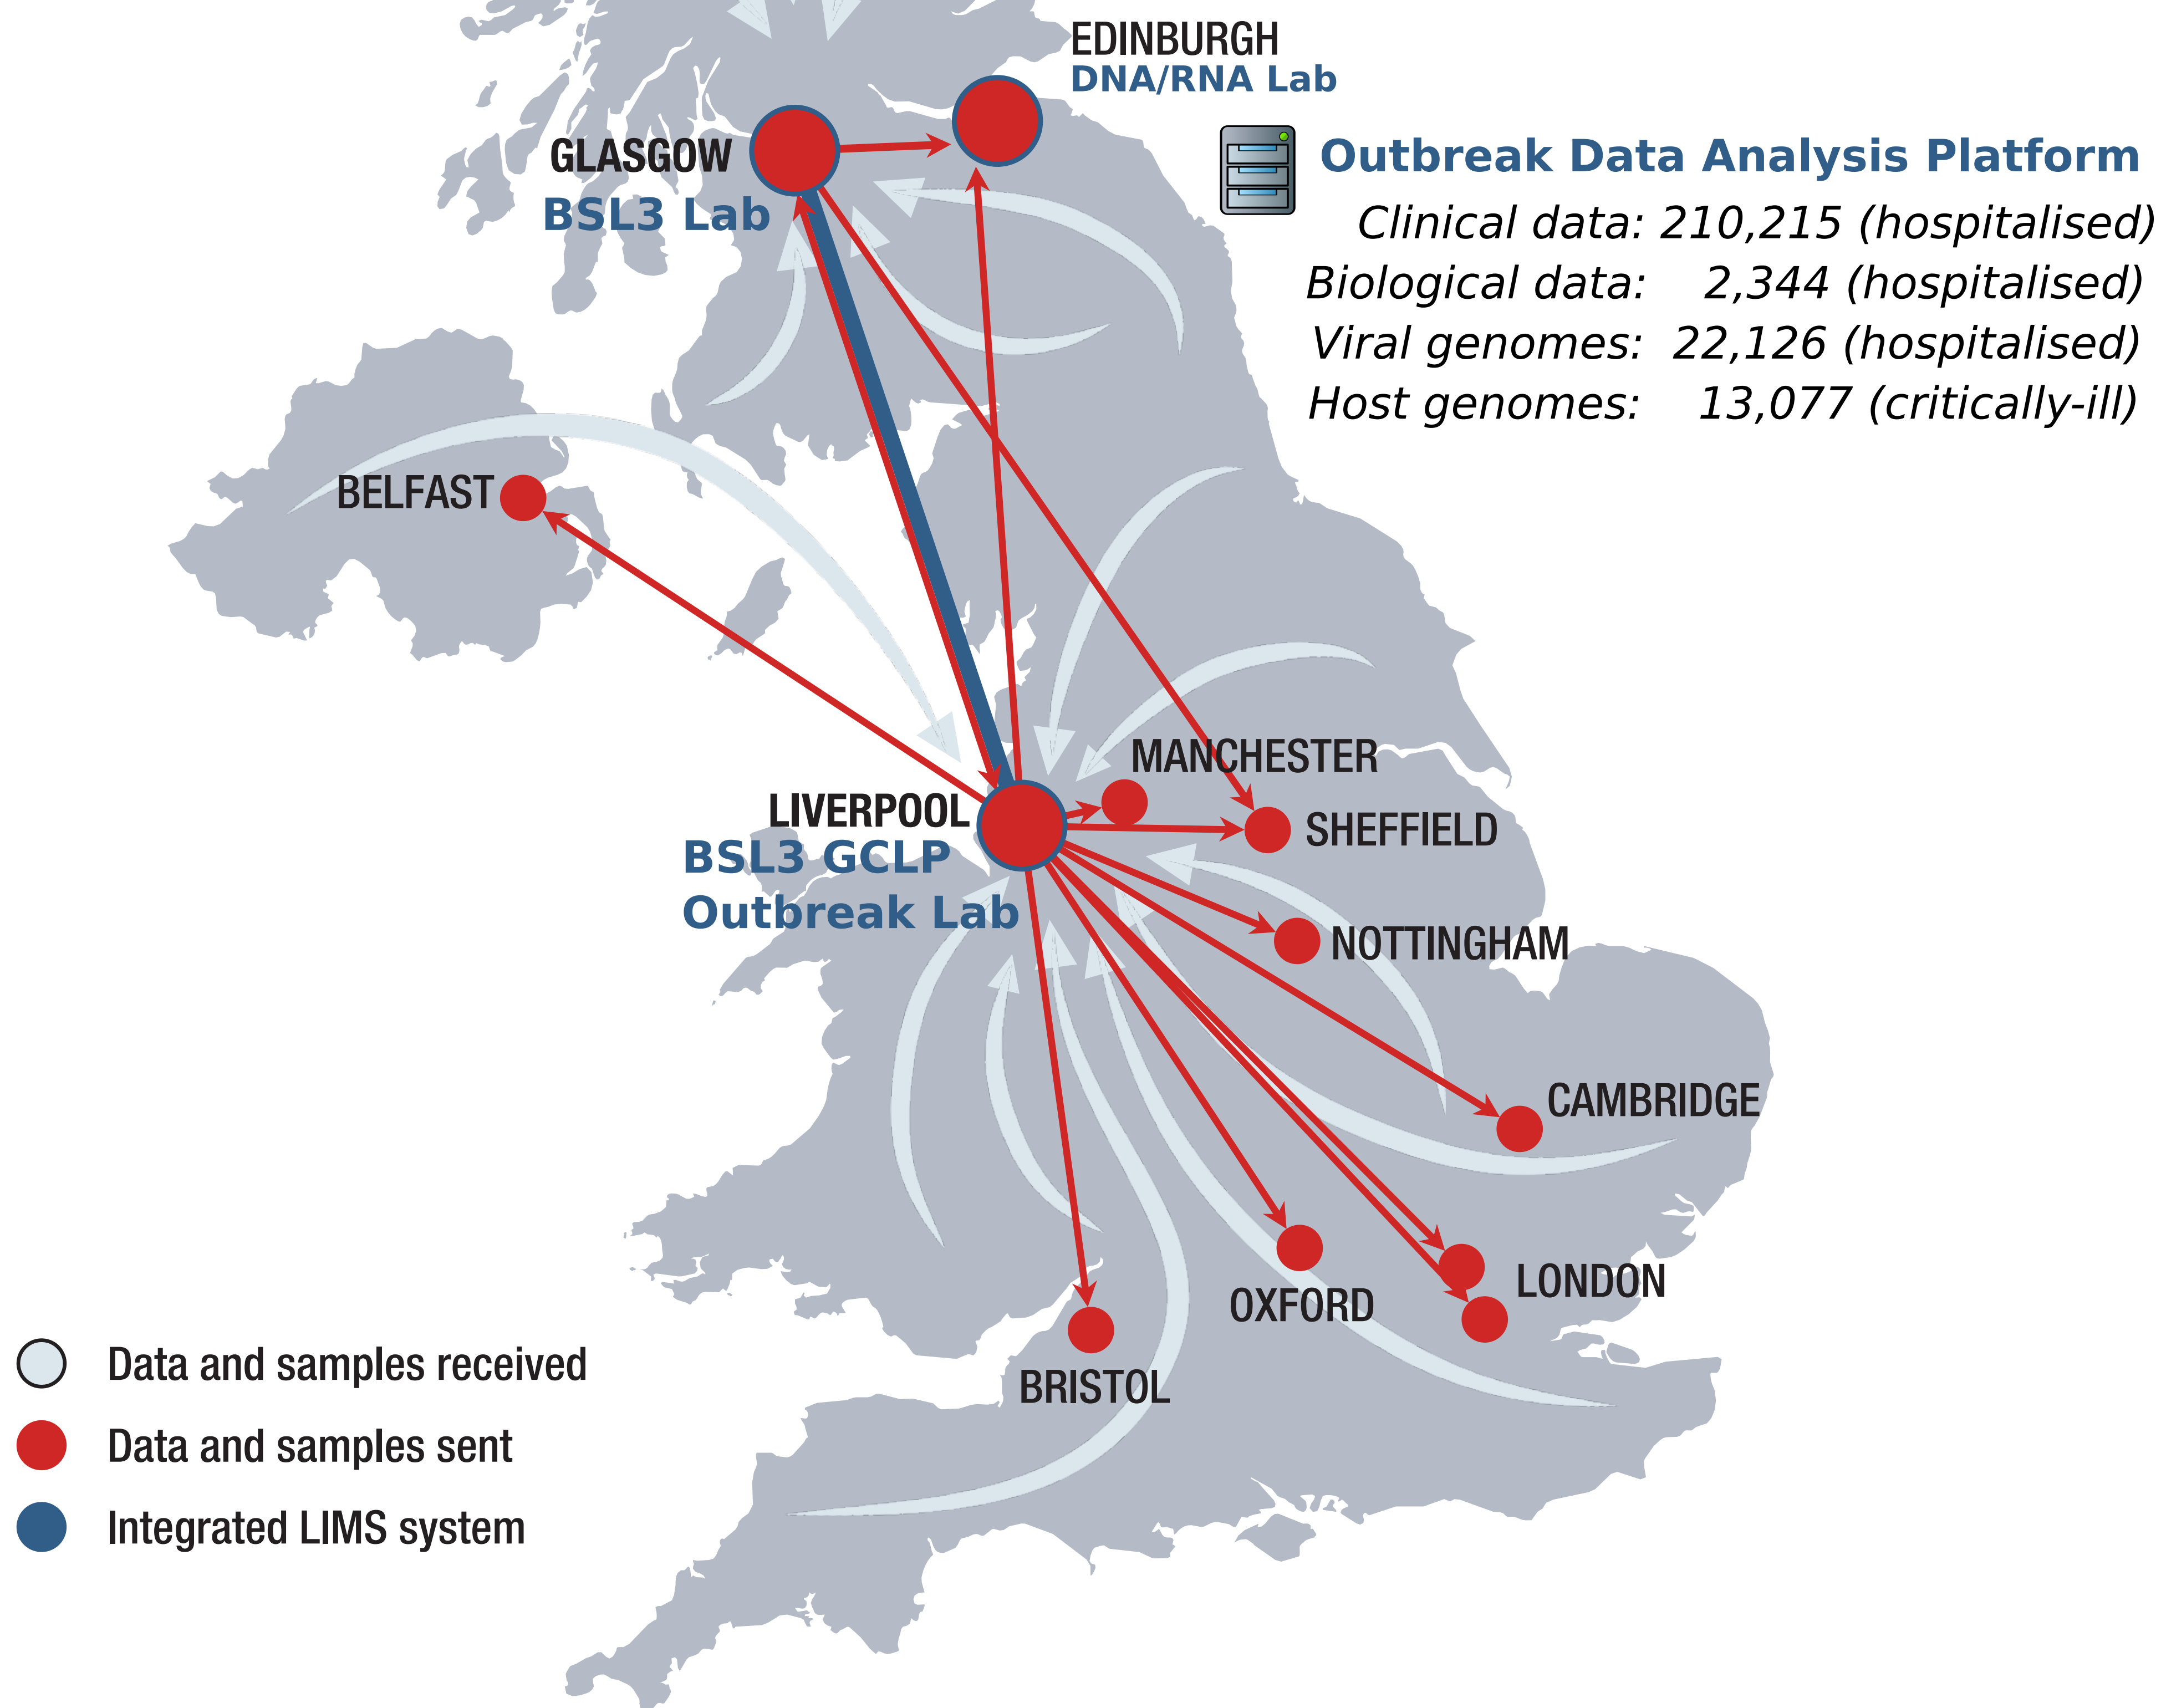 EDINBURGH
DNA/RNA Lab
GLASGOW
BSL3 Lab
Outbreak Data Analysis Platform
Clinical data: 210,215 (hospitalised)
Biological data: 2,344 (hospitalised)
Viral genomes: 22,126 (hospitalised)
Host genomes: 13,077 (critically-ill)
BELFAST
MANCHESTER
LIVERPOOL
BSL3 GCLP
Outbreak Lab
SHEFFIELD
NOTTINGHAM
CAMBRIDGE
LONDON
OXFORD
BRISTOL
Data and samples received
Data and samples sent
Integrated LIMS system